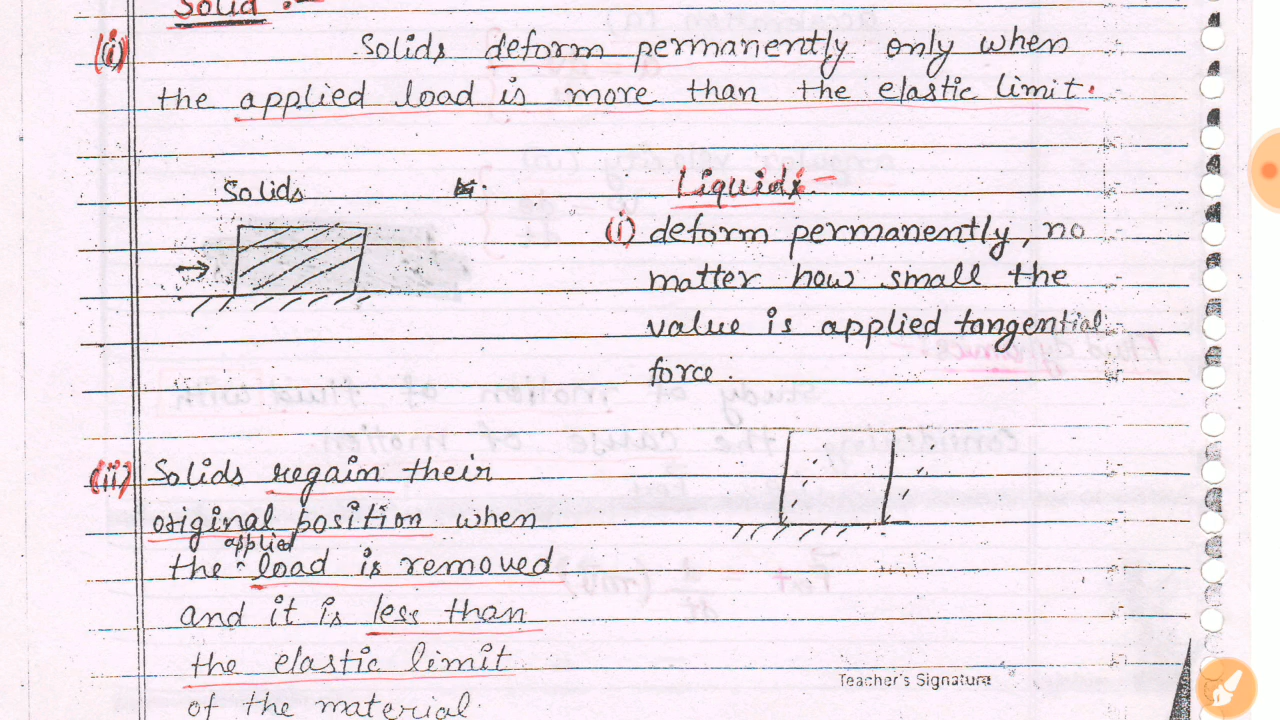 Solid :-
(i) Solids deform permanently only when
the applied load is more than the elastic limit.
Solids
Liquids:-
(i) deform permanently, no
matter how small the
value is applied tangential
force.
(ii) Solids regain their
original position when
the applied load is removed
and it is less than
the elastic limit
of the material.
Teacher's Signature